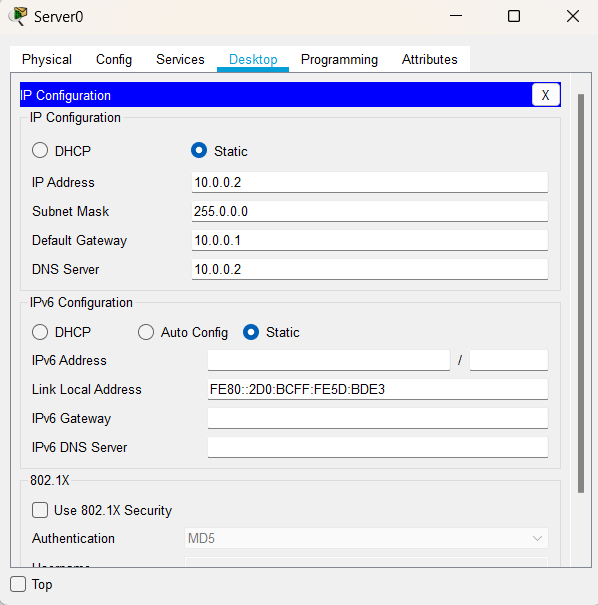 Server0
Physical Config Services Desktop Programming Attributes
IP Configuration X
IP Configuration
DHCP Static
IP Address 10.0.0.2
Subnet Mask 255.0.0.0
Default Gateway 10.0.0.1
DNS Server 10.0.0.2
IPv6 Configuration
DHCP Auto Config Static
IPv6 Address /
Link Local Address FE80::2D0:BCFF:FE5D:BDE3
IPv6 Gateway
IPv6 DNS Server
802.1X
Use 802.1X Security
Authentication MD5
Top